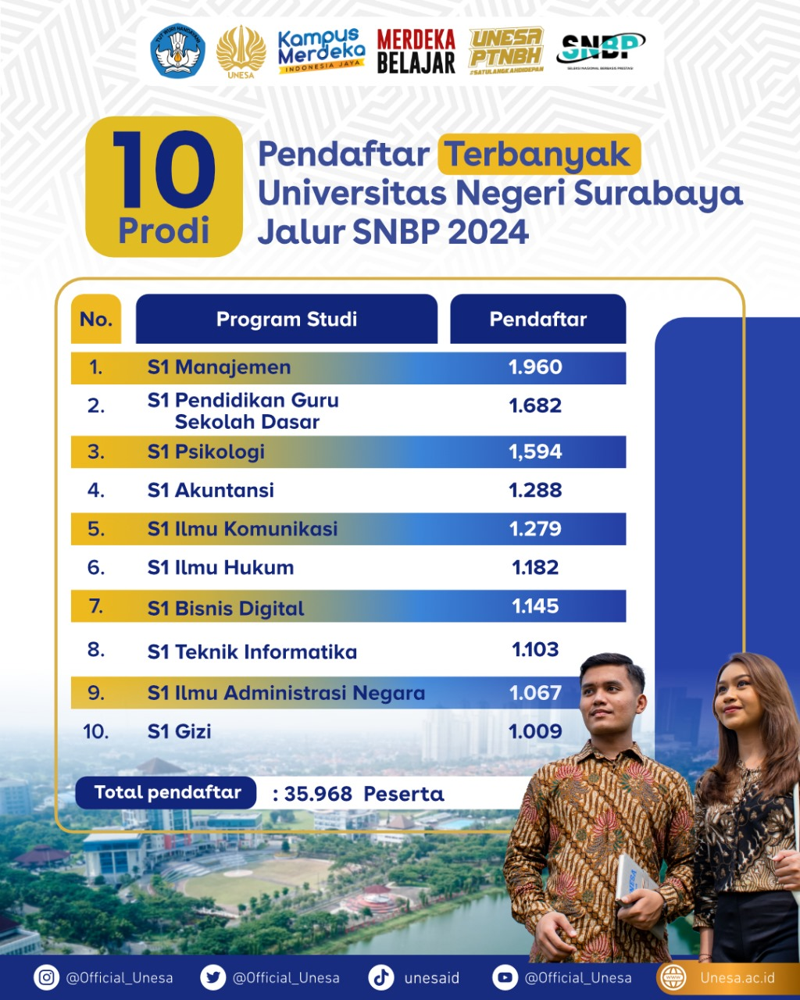 TUT WURI HANDAYANI
UNESA
Kampus
Merdeka
INDONESIA JAYA
MERDEKA
BELAJAR
UNESA
PTNBH
#SATULANGKAHDIDEPAN
SNBP
SELEKSI NASIONAL BERBASIS PRESTASI
10
Prodi
Pendaftar Terbanyak
Universitas Negeri Surabaya
Jalur SNBP 2024
No. Program Studi Pendaftar
1. S1 Manajemen 1.960
2. S1 Pendidikan Guru 1.682
Sekolah Dasar
3. S1 Psikologi 1,594
4. S1 Akuntansi 1.288
5. S1 Ilmu Komunikasi 1.279
6. S1 Ilmu Hukum 1.182
7. S1 Bisnis Digital 1.145
8. S1 Teknik Informatika 1.103
9. S1 Ilmu Administrasi Negara 1.067
10. S1 Gizi 1.009
Total pendaftar : 35.968 Peserta
UNESA
@Official_Unesa @Official_Unesa unesaid @Official_Unesa WWW Unesa.ac.id